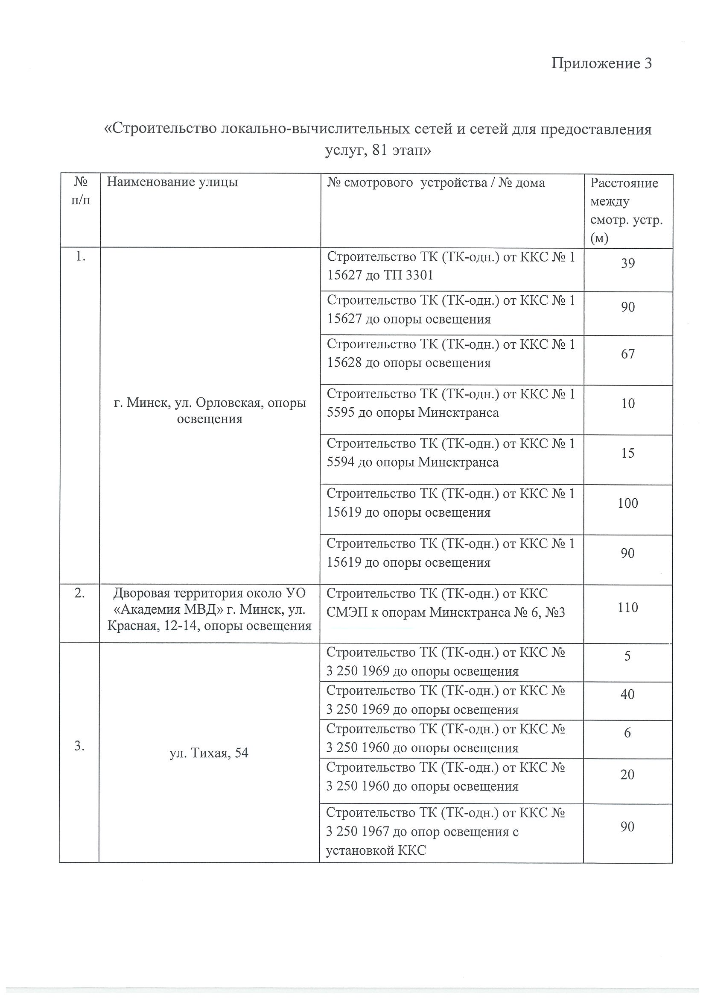 Приложение 3
«Строительство локально-вычислительных сетей и сетей для предоставления
услуг, 81 этап»
№
п/п
Наименование улицы
№ смотрового устройства / № дома
Расстояние
между
смотр. устр.
(м)
1.
г. Минск, ул. Орловская, опоры
освещения
Строительство ТК (ТК-одн.) от ККС № 1
15627 до ТП 3301
39
Строительство ТК (ТК-одн.) от ККС № 1
15627 до опоры освещения
90
Строительство ТК (ТК-одн.) от ККС № 1
15628 до опоры освещения
67
Строительство ТК (ТК-одн.) от ККС № 1
5595 до опоры Минсктранса
10
Строительство ТК (ТК-одн.) от ККС № 1
5594 до опоры Минсктранса
15
Строительство ТК (ТК-одн.) от ККС № 1
15619 до опоры освещения
100
Строительство ТК (ТК-одн.) от ККС № 1
15619 до опоры освещения
90
2.
Дворовая территория около УО
«Академия МВД» г. Минск, ул.
Красная, 12-14, опоры освещения
Строительство ТК (ТК-одн.) от ККС
СМЭП к опорам Минсктранса № 6, №3
110
3.
ул. Тихая, 54
Строительство ТК (ТК-одн.) от ККС №
3 250 1969 до опоры освещения
5
Строительство ТК (ТК-одн.) от ККС №
3 250 1969 до опоры освещения
40
Строительство ТК (ТК-одн.) от ККС №
3 250 1960 до опоры освещения
6
Строительство ТК (ТК-одн.) от ККС №
3 250 1960 до опоры освещения
20
Строительство ТК (ТК-одн.) от ККС №
3 250 1967 до опор освещения с
установкой ККС
90